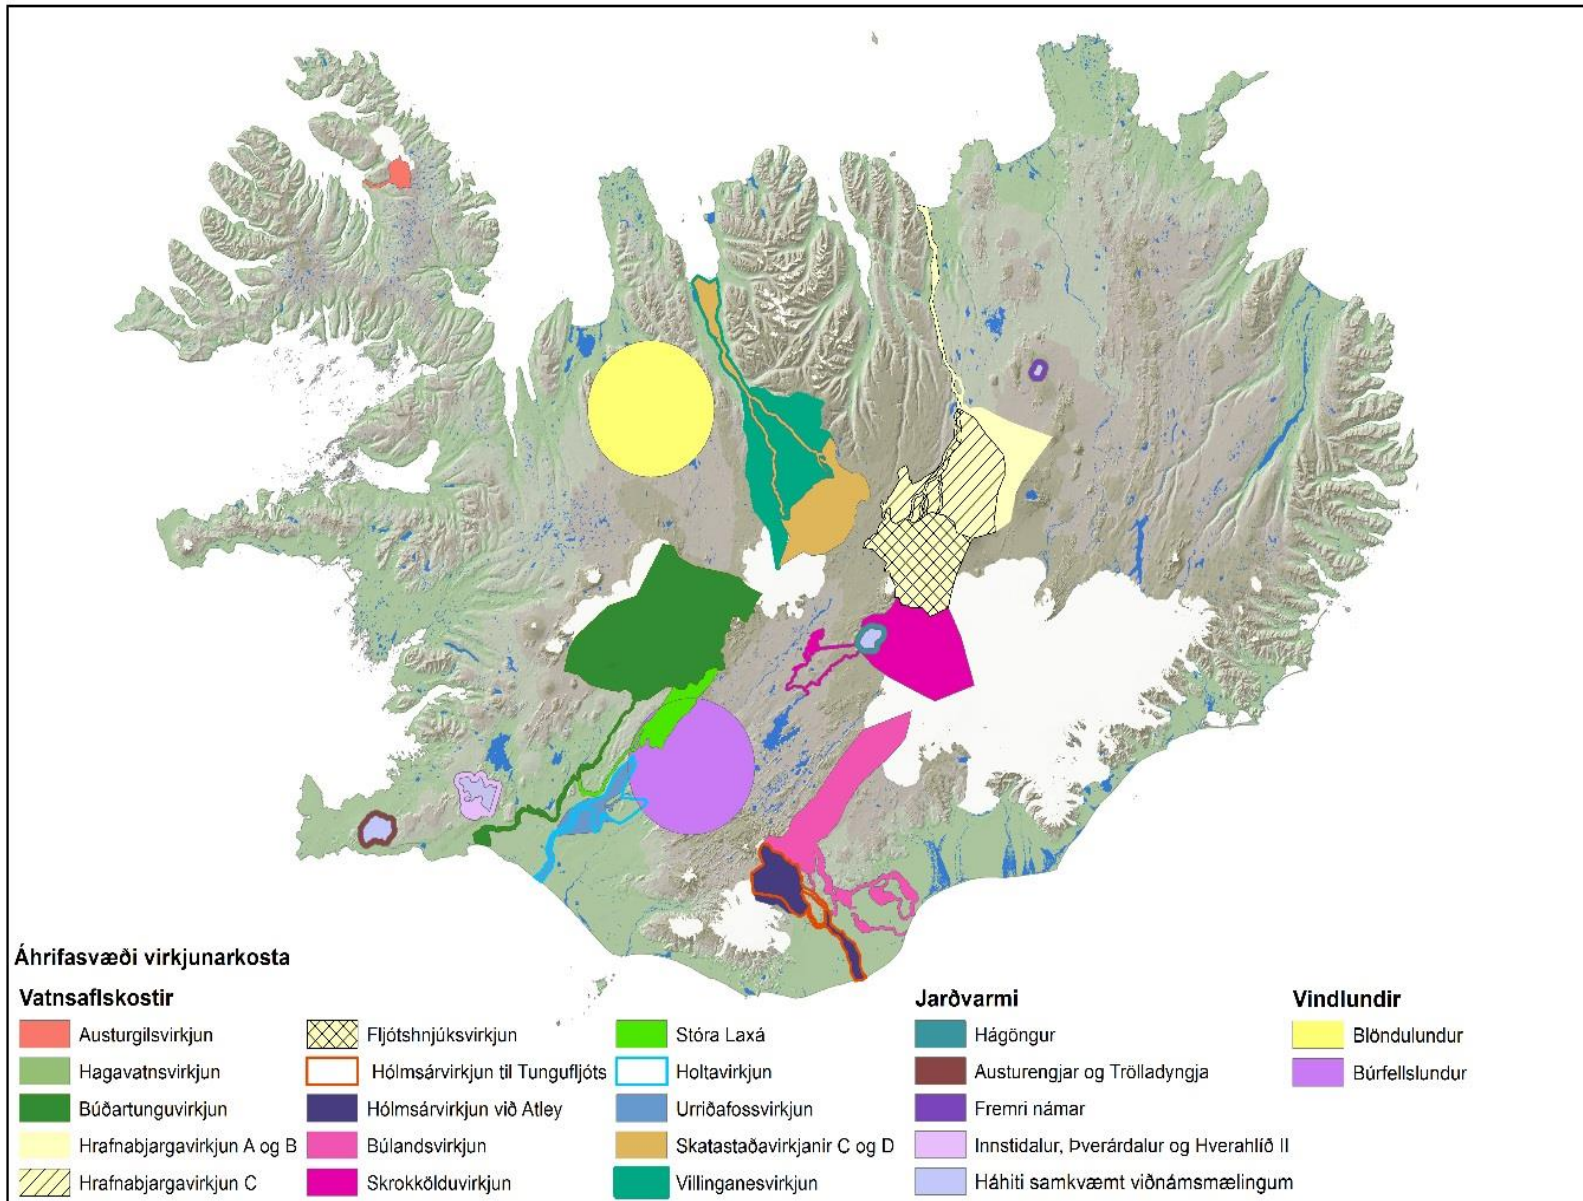 Áhrifasvæði virkjunarkosta
Vatnsaflskostir
Austurgilsvirkjun
Hagavatnsvirkjun
Búðartunguvirkjun
Hrafnabjargavirkjun A og B
Hrafnabjargavirkjun C
Fljótshnjúksvirkjun
Hólmsárvirkjun til Tungufljóts
Hólmsárvirkjun við Atley
Búlandsvirkjun
Skrokkölduvirkjun
Stóra Laxá
Holtavirkjun
Urriðafossvirkjun
Skatastaðavirkjanir C og D
Villinganesvirkjun
Jarðvarmi
Hágöngur
Austurengjar og Trölladyngja
Fremri námar
Innstidalur, Þverárdalur og Hverahlíð II
Háhiti samkvæmt viðnámsmælingum
Vindlundir
Blöndulundur
Búrfellslundur